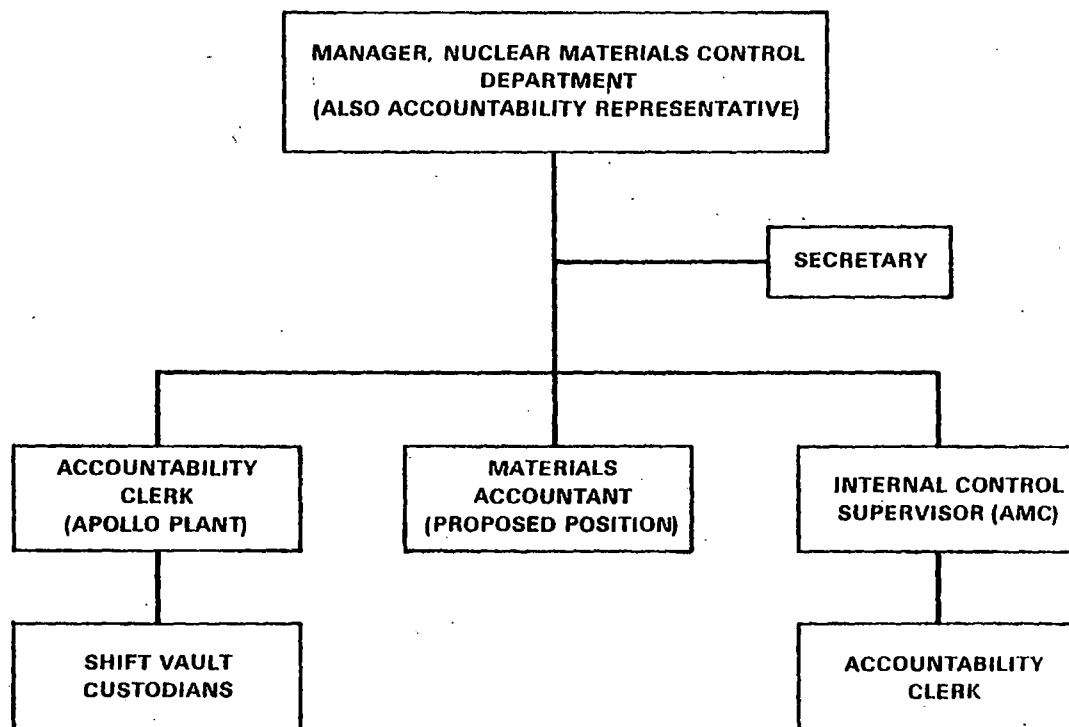 MANAGER, NUCLEAR MATERIALS CONTROL
DEPARTMENT
(ALSO ACCOUNTABILITY REPRESENTATIVE)
SECRETARY
ACCOUNTABILITY
CLERK
(APOLLO PLANT)
MATERIALS
ACCOUNTANT
(PROPOSED POSITION)
INTERNAL CONTROL
SUPERVISOR (AMC)
SHIFT VAULT
CUSTODIANS
ACCOUNTABILITY
CLERK